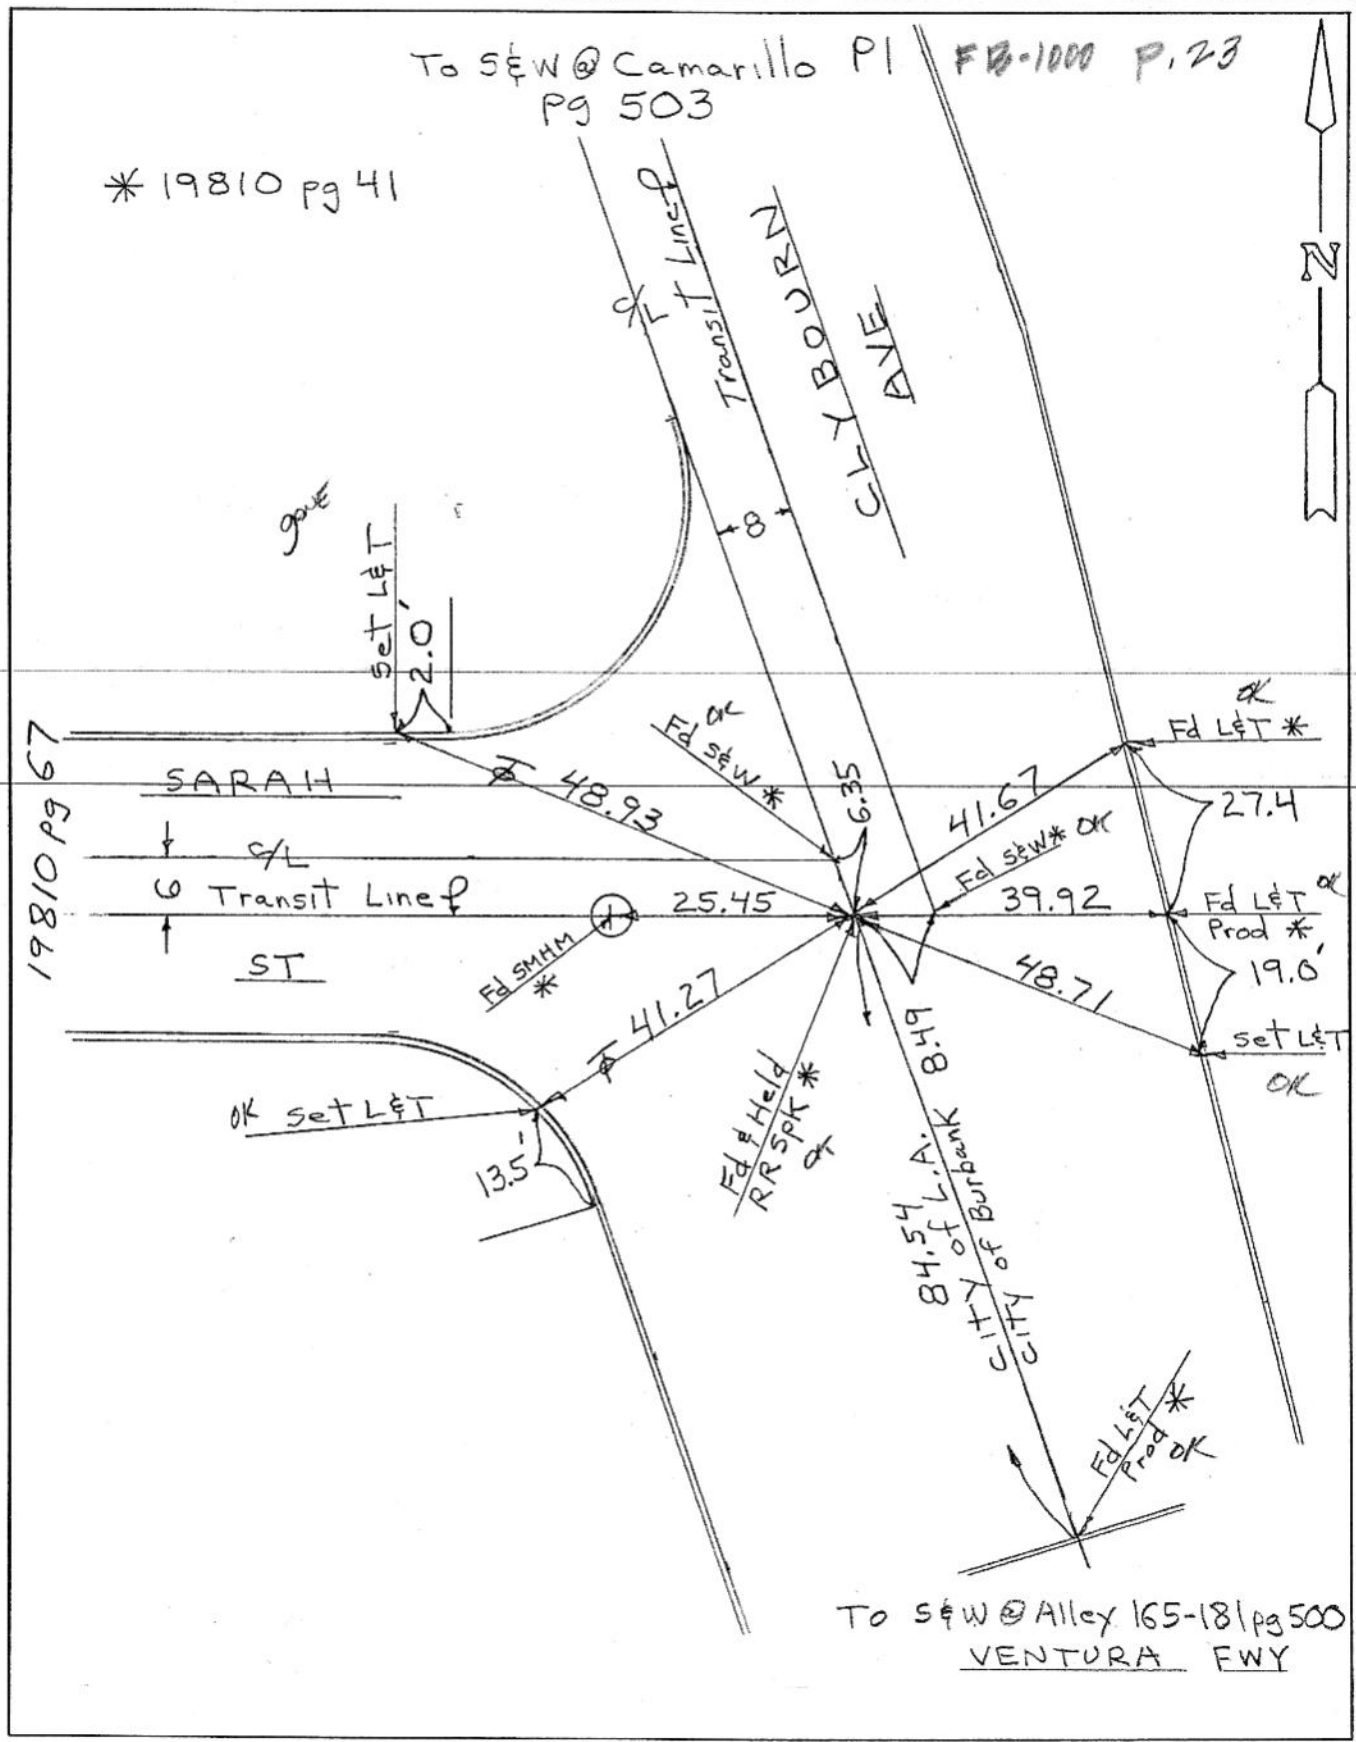 To S&W @ Camarillo Pl
pg 503
FB-1000 P.23
* 19810 pg 41
N
C/L
Transit Line
CLYBOURN
AVE
8
gone
Set L&T
2.0'
19810 pg 67
SARAH
C/L
6
Transit Line
ST
48.93
Fd S&W *
OK
6.35
41.67
OK
Fd L&T *
27.4
Fd S&W * OK
25.45
39.92
Fd L&T OK
Prod *
Fd SMHM
*
19.0'
48.71
Set L&T
OK
41.27
8.49
OK Set L&T
13.5
Fd & Held
RR SPK *
OK
84.54
CITY of L.A.
CITY of Burbank
Fd L&T
Prod *
OK
To S&W @ Alley 165-181 pg 500
VENTURA FWY